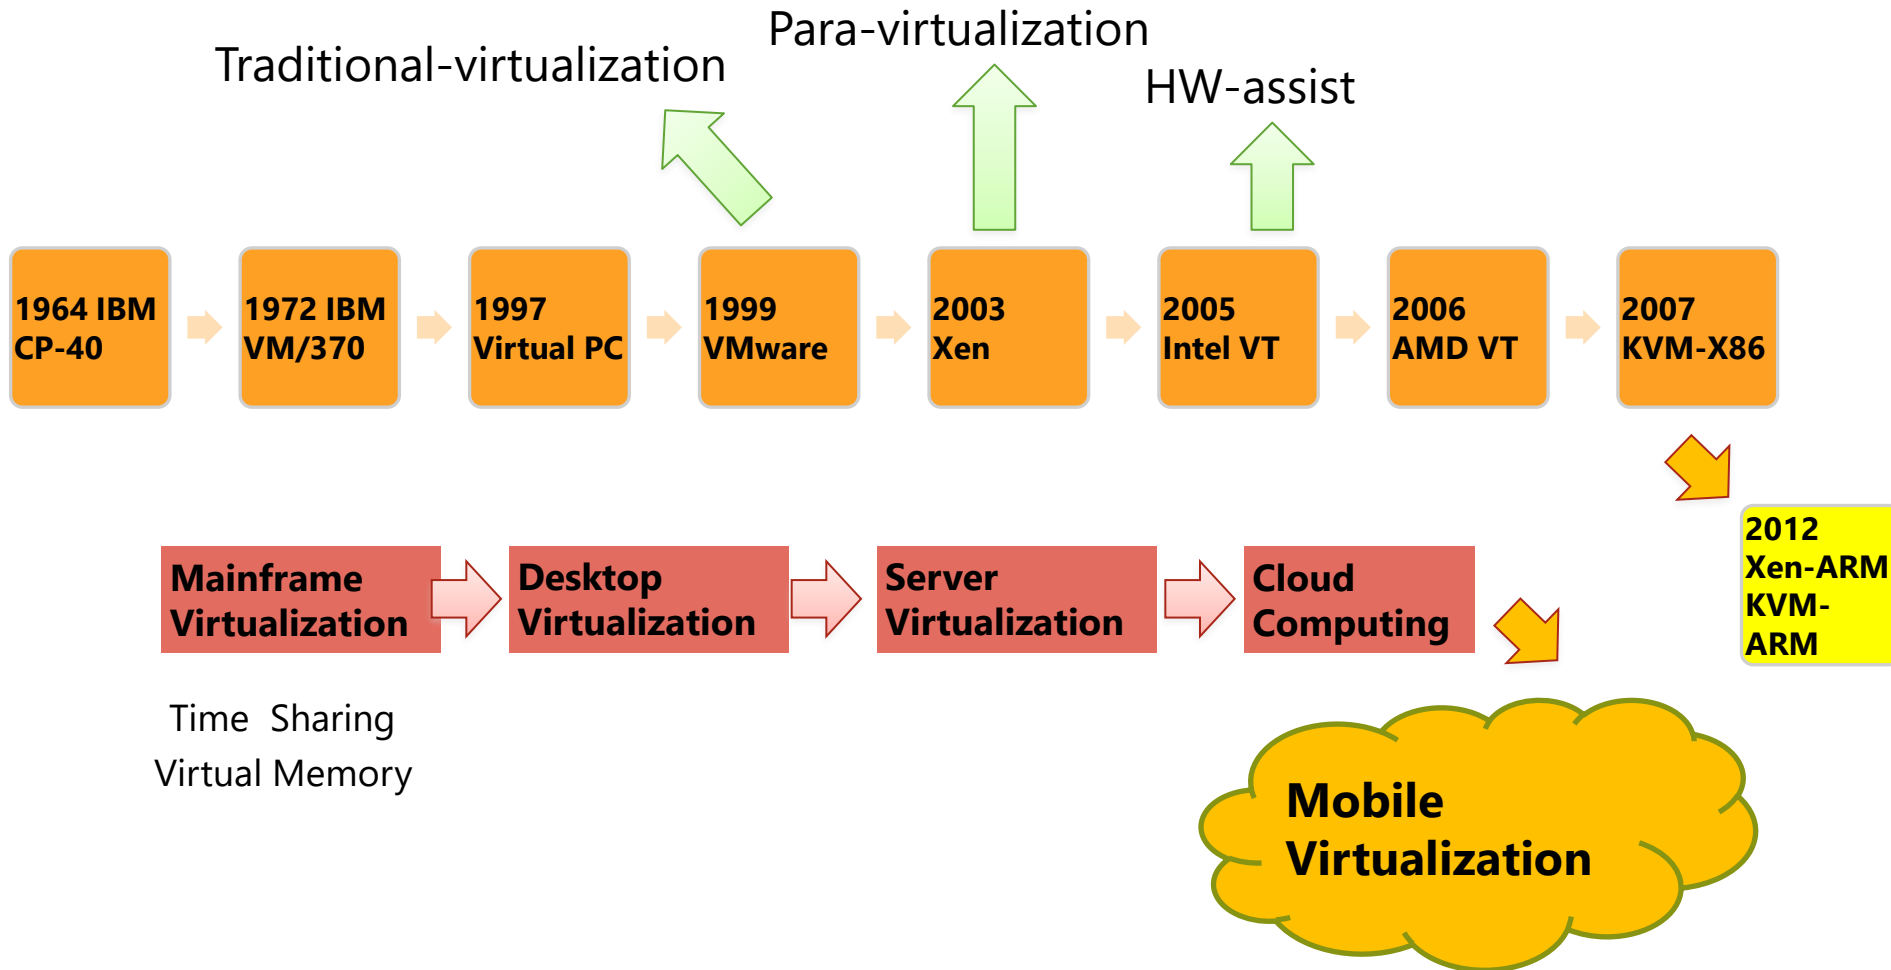 Para-virtualization
Traditional-virtualization
HW-assist
1964 IBM
CP-40
1972 IBM
VM/370
1997
Virtual PC
1999
VMware
2003
Xen
2005
Intel VT
2006
AMD VT
2007
KVM-X86
2012
Xen-ARM
KVM-
ARM
Mainframe
Virtualization
Desktop
Virtualization
Server
Virtualization
Cloud
Computing
Time Sharing
Virtual Memory
Mobile
Virtualization